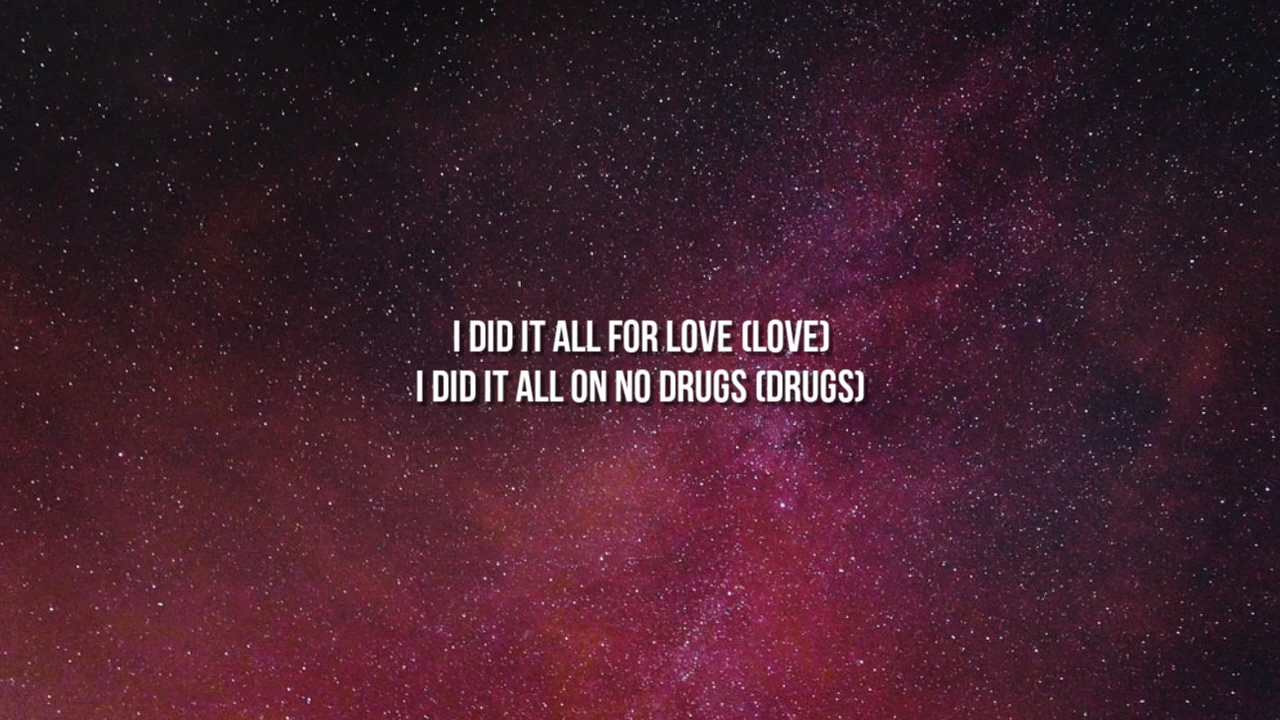 I DID IT ALL FOR LOVE (LOVE)
I DID IT ALL ON NO DRUGS (DRUGS)